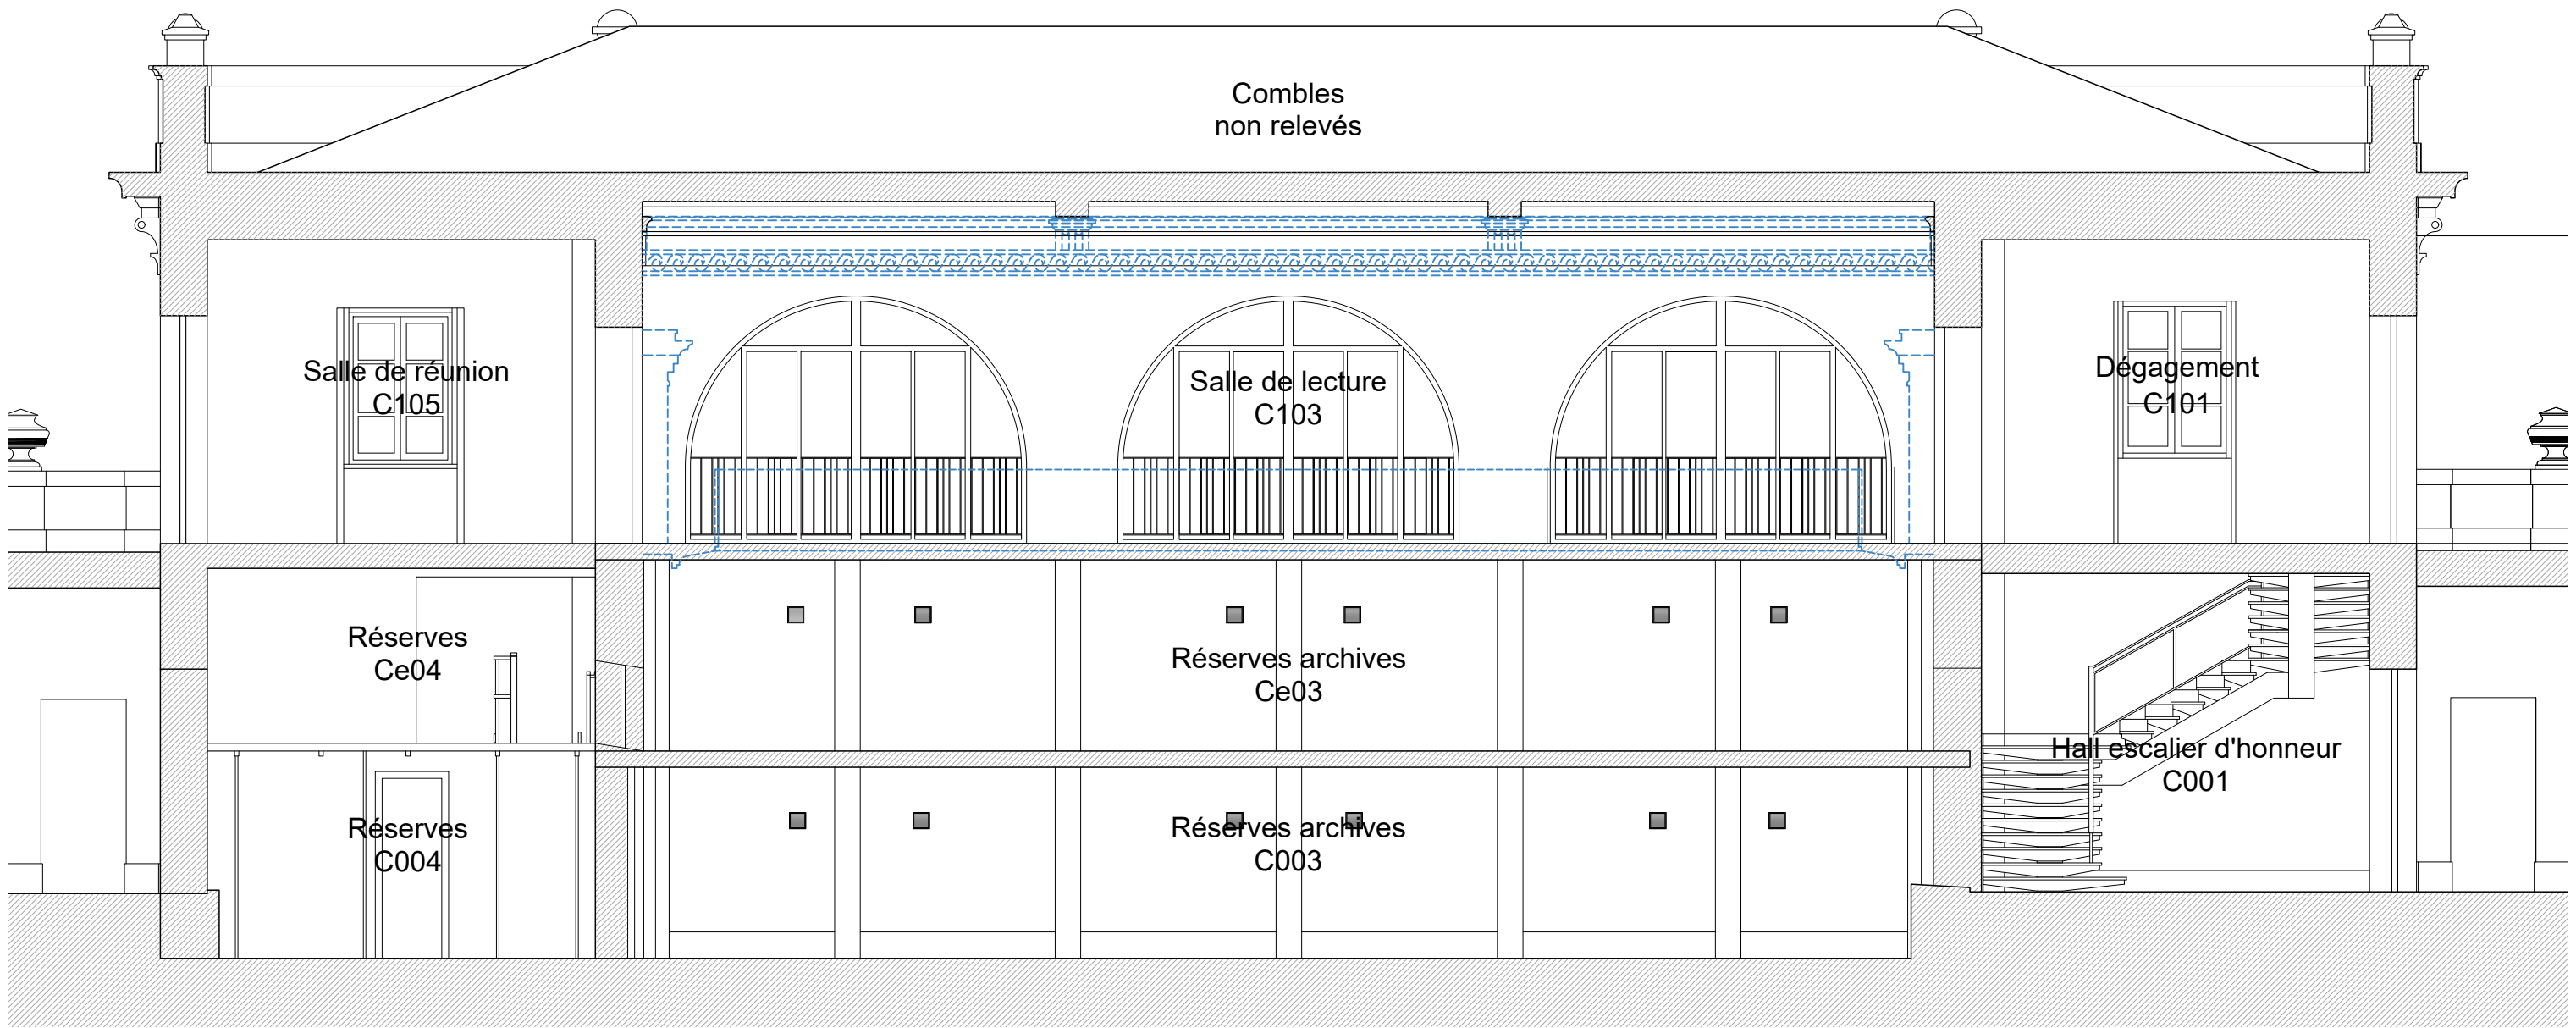 Combles
non relevés
Salle de réunion
C105
Salle de lecture
C103
Dégagement
C101
Réserves
Ce04
Réserves archives
Ce03
Hall escalier d'honneur
C001
Réserves
C004
Réserves archives
C003